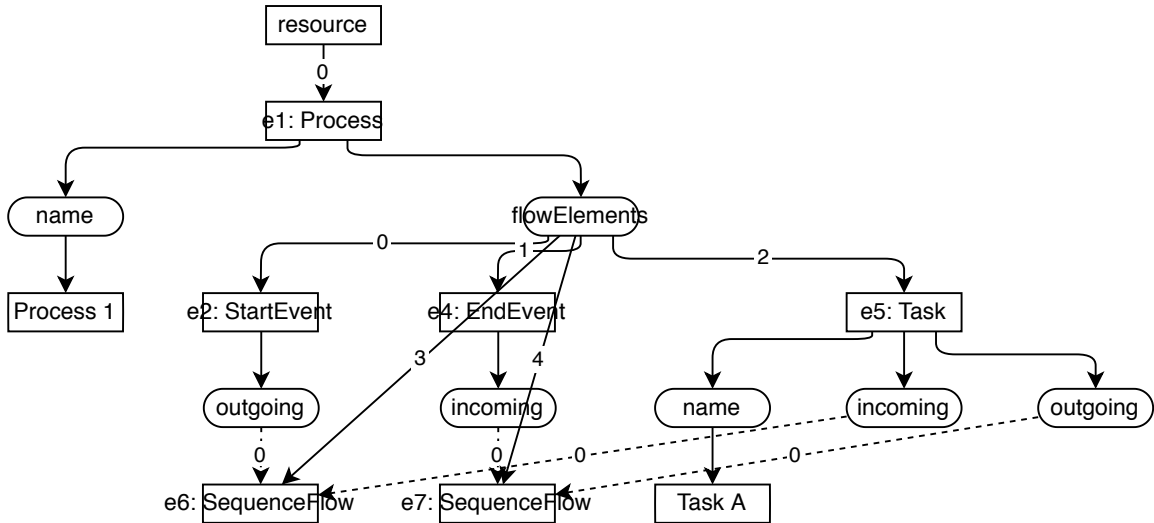 resource
0
e1: Process
name
flowElements
0
1
2
Process 1
e2: StartEvent
e4: EndEvent
e5: Task
3
4
outgoing
incoming
name
incoming
outgoing
0
0
0
0
e6: SequenceFlow
e7: SequenceFlow
Task A